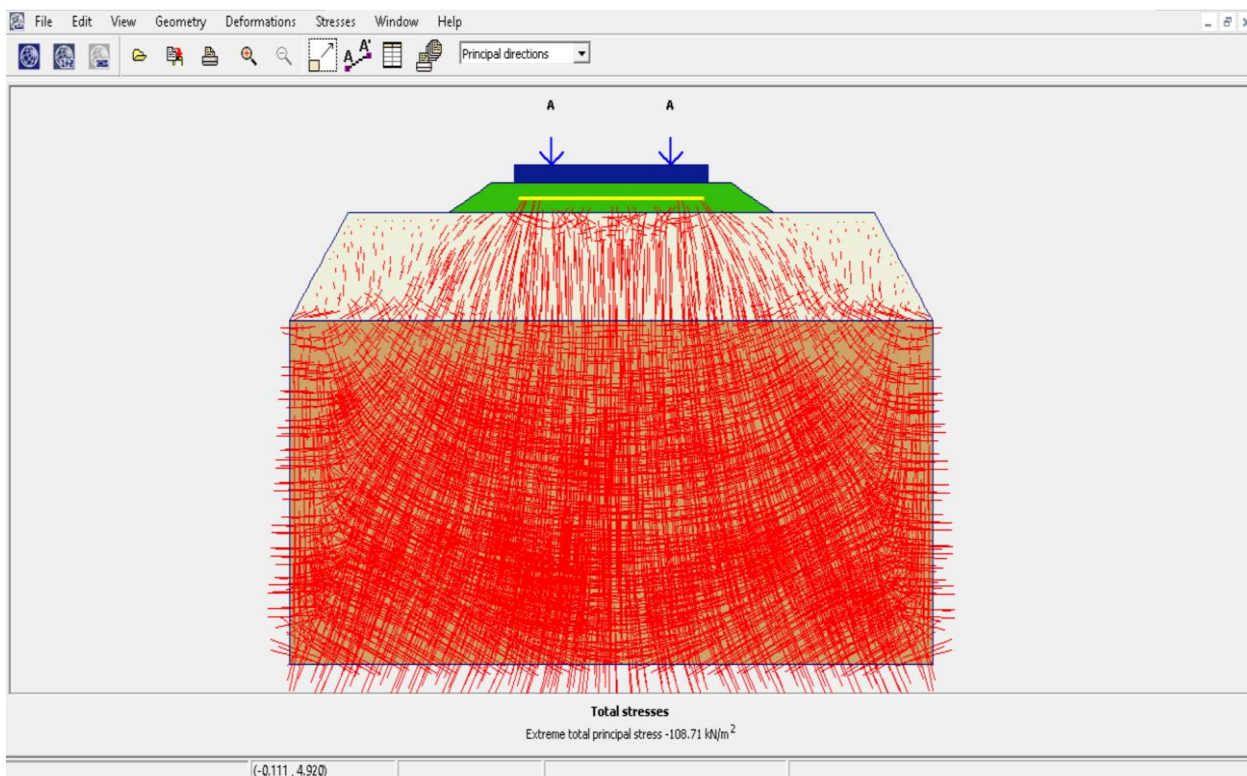 File Edit View Geometry Deformations Stresses Window Help
A A' Principal directions
A A
Total stresses
Extreme total principal stress -108.71 kN/m²
(-0.111 , 4.920)